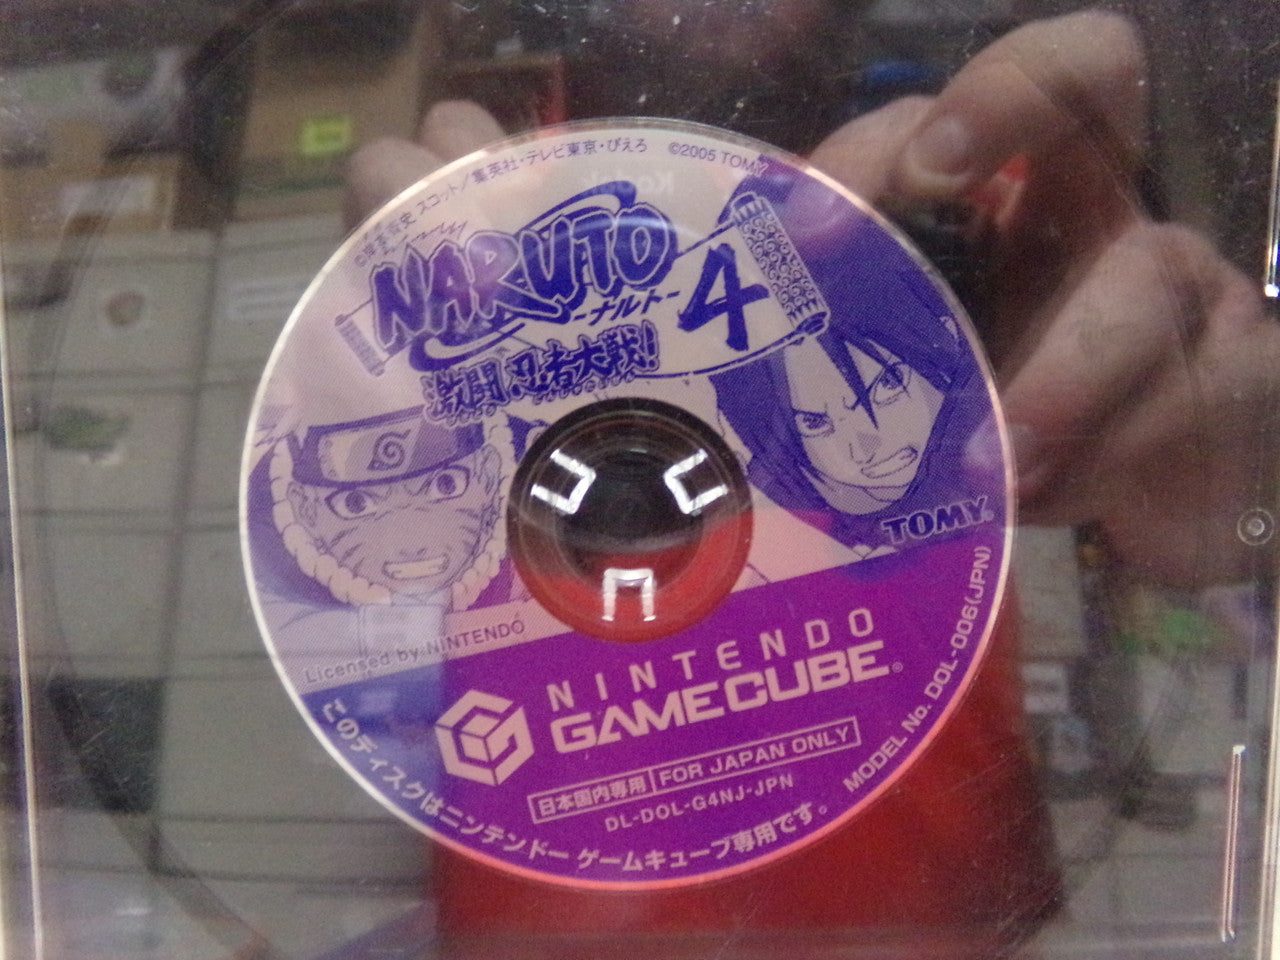 ©岸本斉史 スコット／集英社・テレビ東京・ぴえろ ©2005 TOMY
NARUTO
-ナルト-
4
激闘忍者大戦!
TOMY
Licensed by NINTENDO
NINTENDO
GAMECUBE®
日本国内専用 FOR JAPAN ONLY
DL-DOL-G4NJ-JPN
このディスクはニンテンドー ゲームキューブ専用です。
MODEL No. DOL-006(JPN)